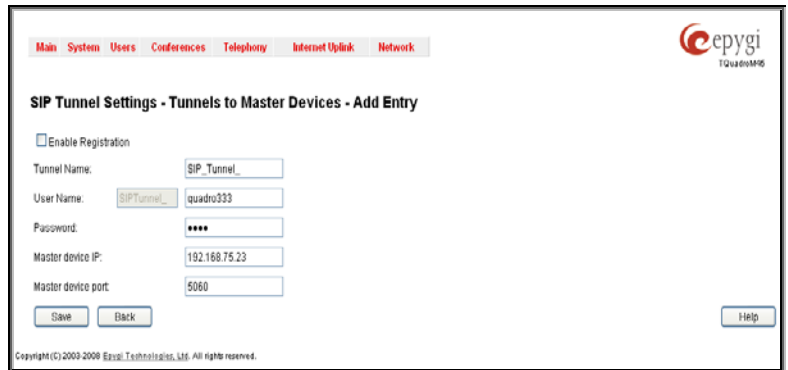 Main System Users Conferences Telephony Internet Uplink Network
epygi
TQuadroM95
SIP Tunnel Settings - Tunnels to Master Devices - Add Entry
Enable Registration
Tunnel Name: SIP_Tunnel_
User Name: SIPTunnel_ quadro333
Password: ••••
Master device IP: 192.168.75.23
Master device port: 5060
Save Back Help
Copyright (C) 2003-2008 Epygi Technologies, Ltd. All rights reserved.